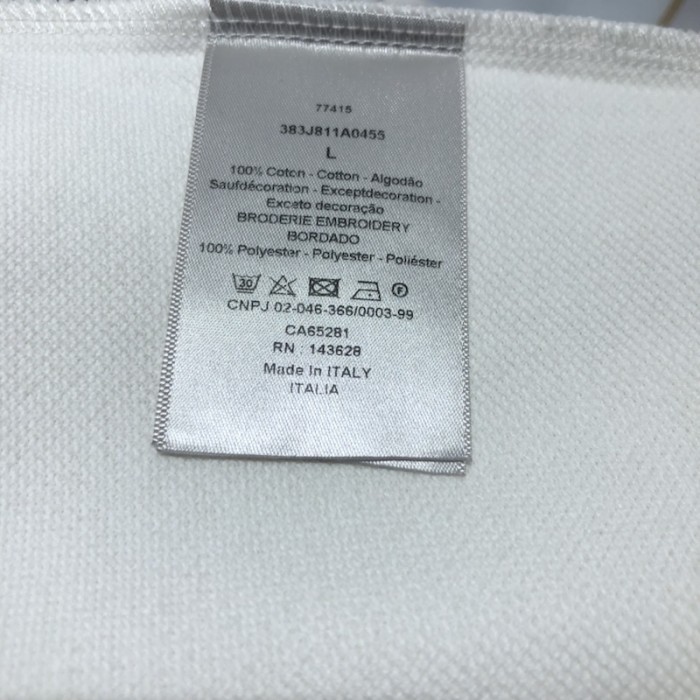 77415
383J811A0455
L
100% Coton - Cotton - Algodão
Saufdécoration - Exceptdecoration -
Exceto decoração
BRODERIE EMBROIDERY
BORDADO
100% Polyester - Polyester - Poliéster
30 F
CNPJ 02-046-366/0003-99
CA65281
RN : 143628
Made In ITALY
ITALIA